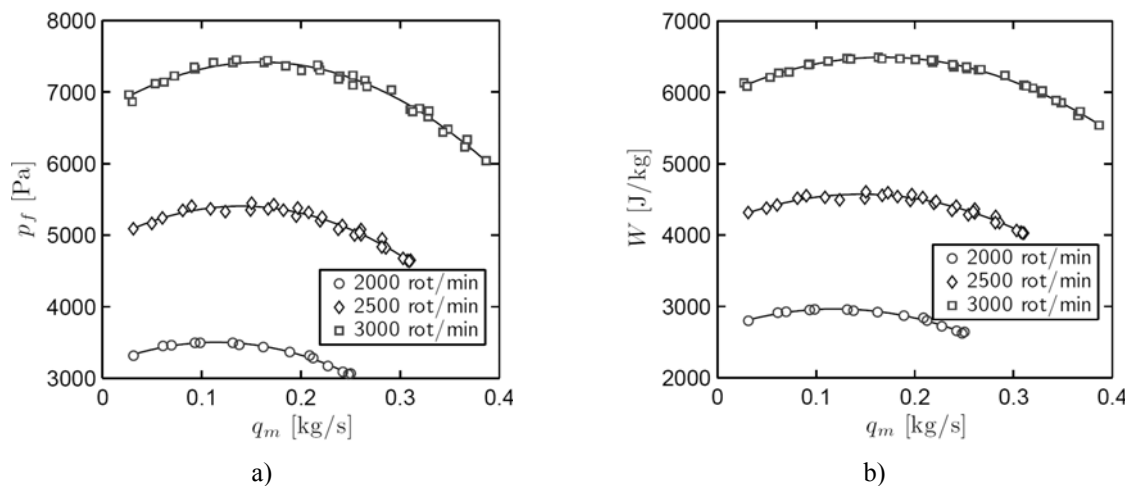 8000
7000
6000
5000
4000
3000
p_f [Pa]
0 0.1 0.2 0.3 0.4
q_m [kg/s]
2000 rot/min
2500 rot/min
3000 rot/min
a)
7000
6000
5000
4000
3000
2000
W [J/kg]
0 0.1 0.2 0.3 0.4
q_m [kg/s]
2000 rot/min
2500 rot/min
3000 rot/min
b)